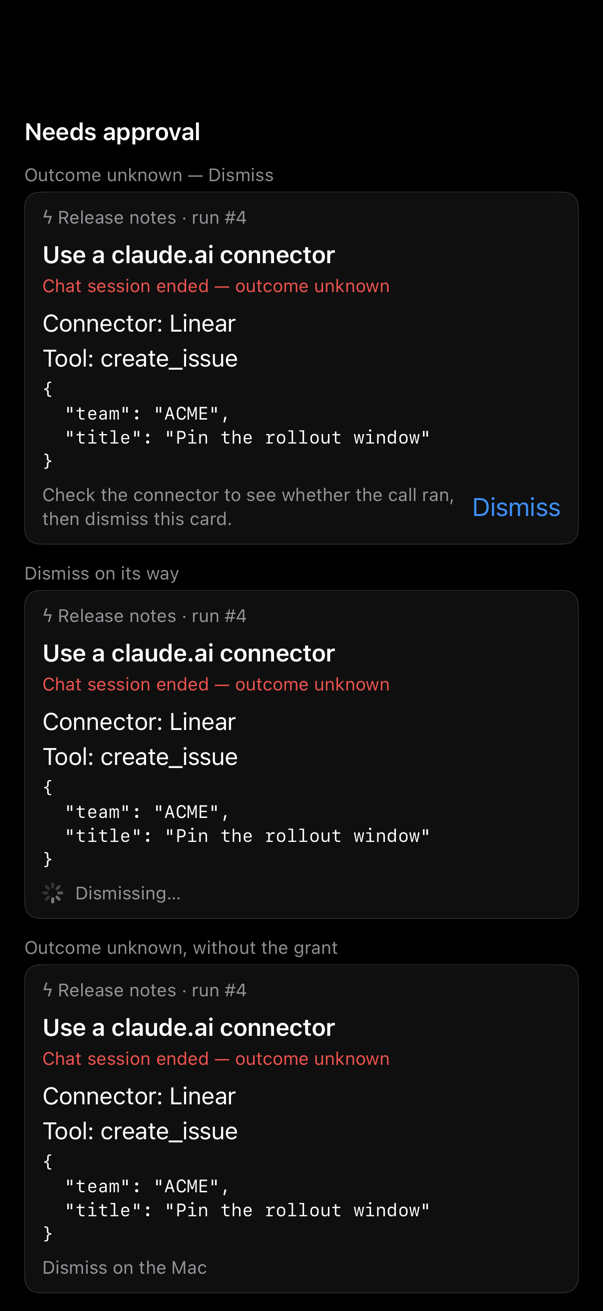 Needs approval
Outcome unknown — Dismiss
ϟ Release notes · run #4
Use a claude.ai connector
Chat session ended — outcome unknown
Connector: Linear
Tool: create_issue
{
  "team": "ACME",
  "title": "Pin the rollout window"
}
Check the connector to see whether the call ran,
then dismiss this card.
Dismiss
Dismiss on its way
ϟ Release notes · run #4
Use a claude.ai connector
Chat session ended — outcome unknown
Connector: Linear
Tool: create_issue
{
  "team": "ACME",
  "title": "Pin the rollout window"
}
Dismissing...
Outcome unknown, without the grant
ϟ Release notes · run #4
Use a claude.ai connector
Chat session ended — outcome unknown
Connector: Linear
Tool: create_issue
{
  "team": "ACME",
  "title": "Pin the rollout window"
}
Dismiss on the Mac